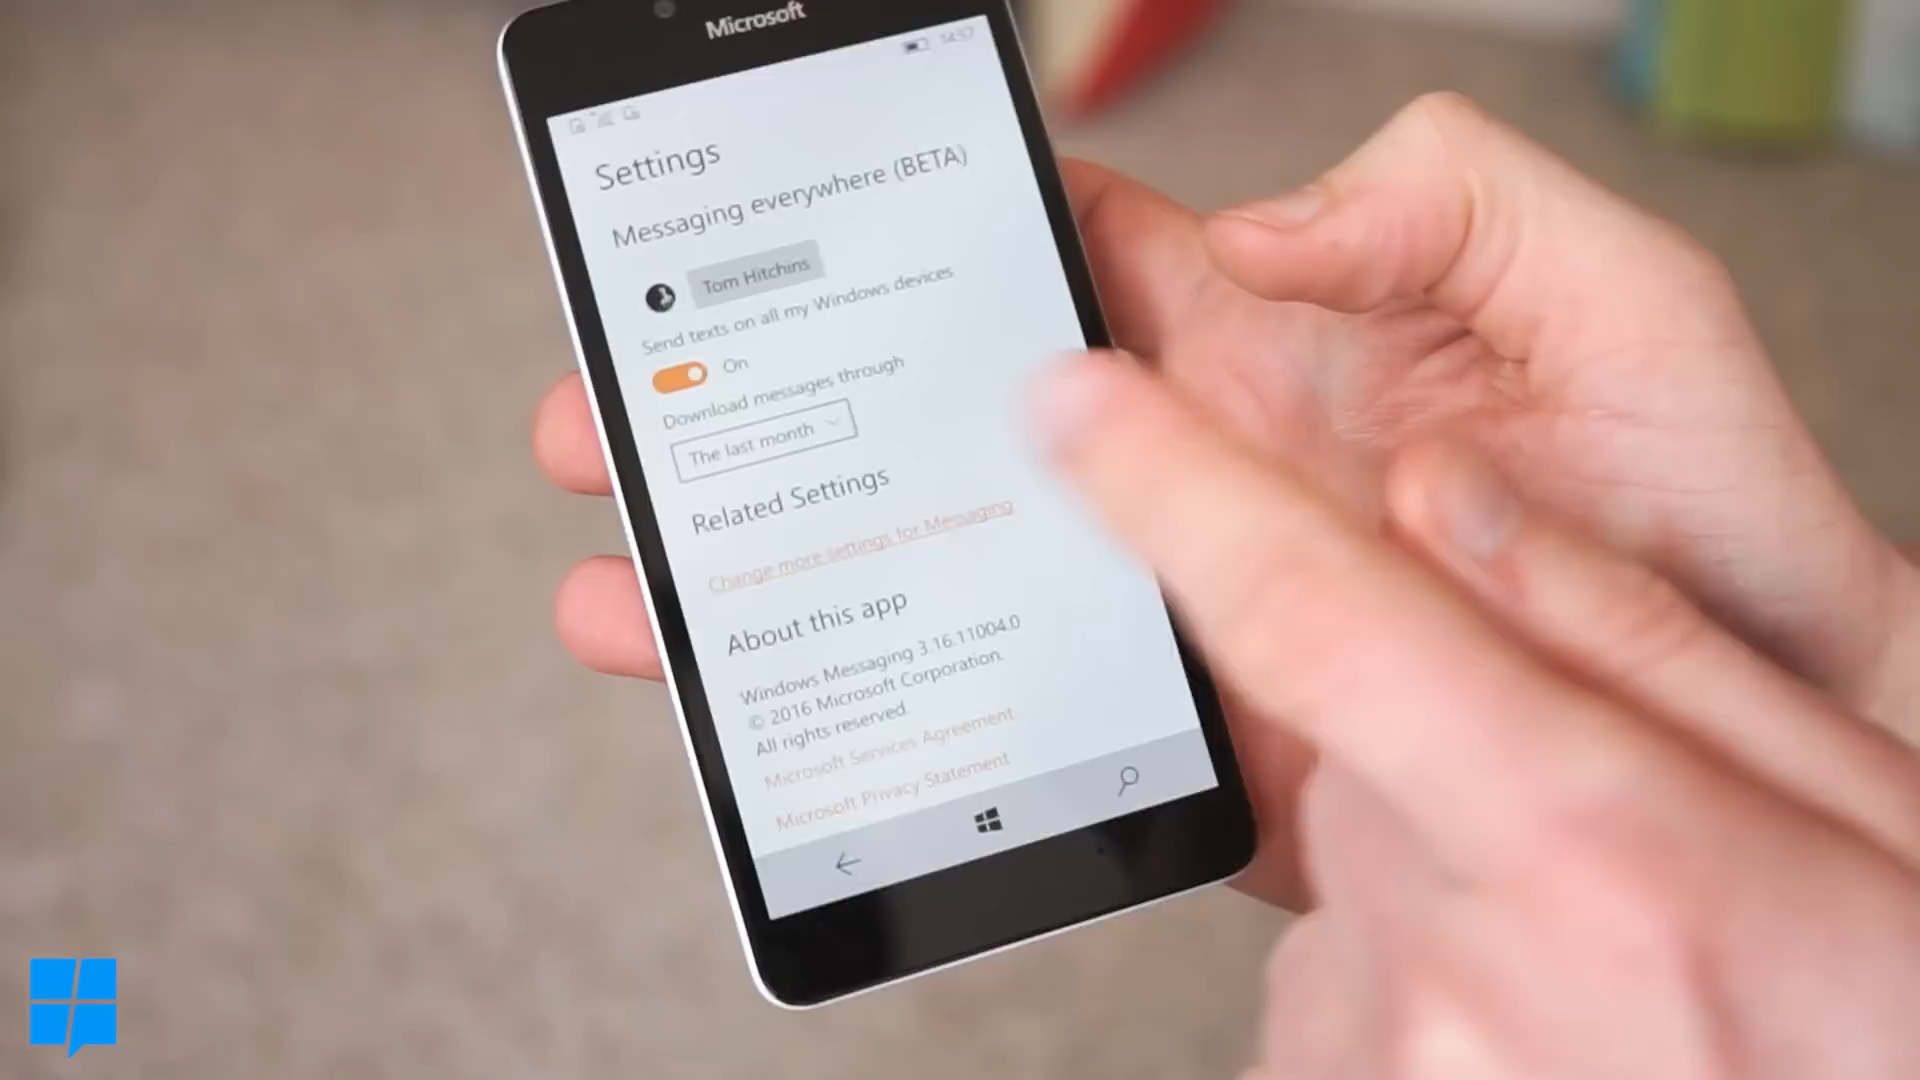 Microsoft
14:57
Settings
Messaging everywhere (BETA)
Tom Hitchins
Send texts on all my Windows devices
On
Download messages through
The last month
Related Settings
Change more settings for Messaging
About this app
Windows Messaging 3.16.11004.0
© 2016 Microsoft Corporation.
All rights reserved.
Microsoft Services Agreement
Microsoft Privacy Statement